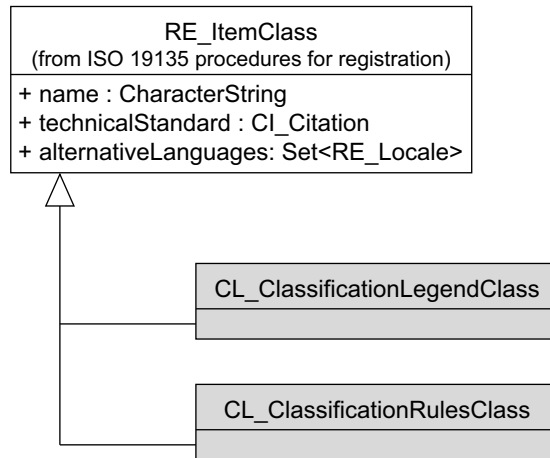 RE_ItemClass
(from ISO 19135 procedures for registration)
+ name : CharacterString
+ technicalStandard : CI_Citation
+ alternativeLanguages: Set<RE_Locale>
CL_ClassificationLegendClass
CL_ClassificationRulesClass